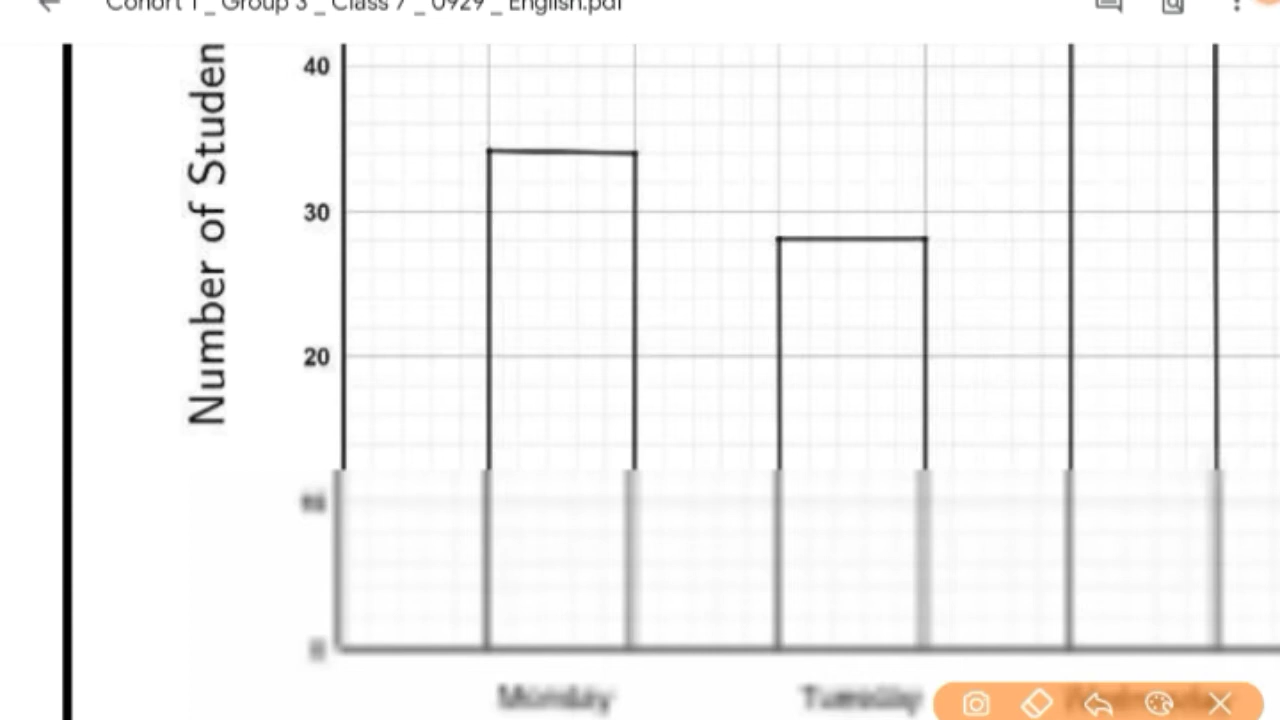 Cohort 1 _ Group 3 _ Class 7 _ 0929 _ English.pdf
Number of Studen
40
30
20
Monday
Tuesday